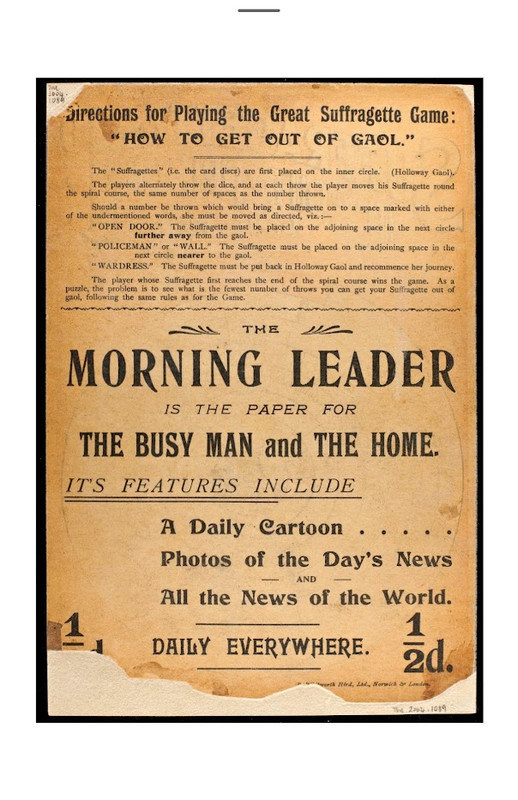 The
2004.
1089
Directions for Playing the Great Suffragette Game:
"HOW TO GET OUT OF GAOL."
The "Suffragettes" (i.e. the card discs) are first placed on the inner circle. (Holloway Gaol).
The players alternately throw the dice, and at each throw the player moves his Suffragette round
the spiral course, the same number of spaces as the number thrown.
Should a number be thrown which would bring a Suffragette on to a space marked with either
of the undermentioned words, she must be moved as directed, viz.:—
"OPEN DOOR." The Suffragette must be placed on the adjoining space in the next circle
further away from the gaol.
"POLICEMAN" or "WALL." The Suffragette must be placed on the adjoining space in the
next circle nearer to the gaol.
"WARDRESS." The Suffragette must be put back in Holloway Gaol and recommence her journey.
The player whose Suffragette first reaches the end of the spiral course wins the game. As a
puzzle, the problem is to see what is the fewest number of throws you can get your Suffragette out of
gaol, following the same rules as for the Game.
THE
MORNING LEADER
IS THE PAPER FOR
THE BUSY MAN and THE HOME.
IT'S FEATURES INCLUDE
A Daily Cartoon . . . . .
Photos of the Day's News
AND
All the News of the World.
1/ d. DAILY EVERYWHERE. 1/2d.
Ltd., Norwich & London.
The 2004.1089